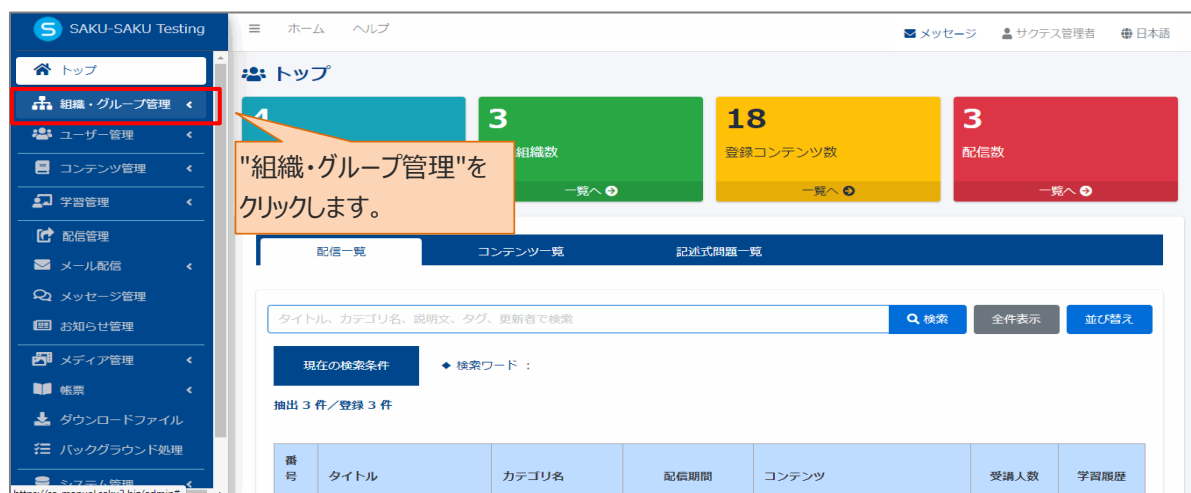 SAKU-SAKU Testing
ホーム ヘルプ
メッセージ サクテス管理者 日本語
トップ
組織・グループ管理
ユーザー管理
コンテンツ管理
学習管理
配信管理
メール配信
メッセージ管理
お知らせ管理
メディア管理
帳票
ダウンロードファイル
バックグラウンド処理
システム管理
トップ
"組織・グループ管理"を
クリックします。
3
組織数
一覧へ
18
登録コンテンツ数
一覧へ
3
配信数
一覧へ
配信一覧 コンテンツ一覧 記述式問題一覧
タイトル、カテゴリ名、説明文、タグ、更新者で検索 検索 全件表示 並び替え
現在の検索条件 ◆ 検索ワード :
抽出 3 件／登録 3 件
番号 タイトル カテゴリ名 配信期間 コンテンツ 受講人数 学習履歴